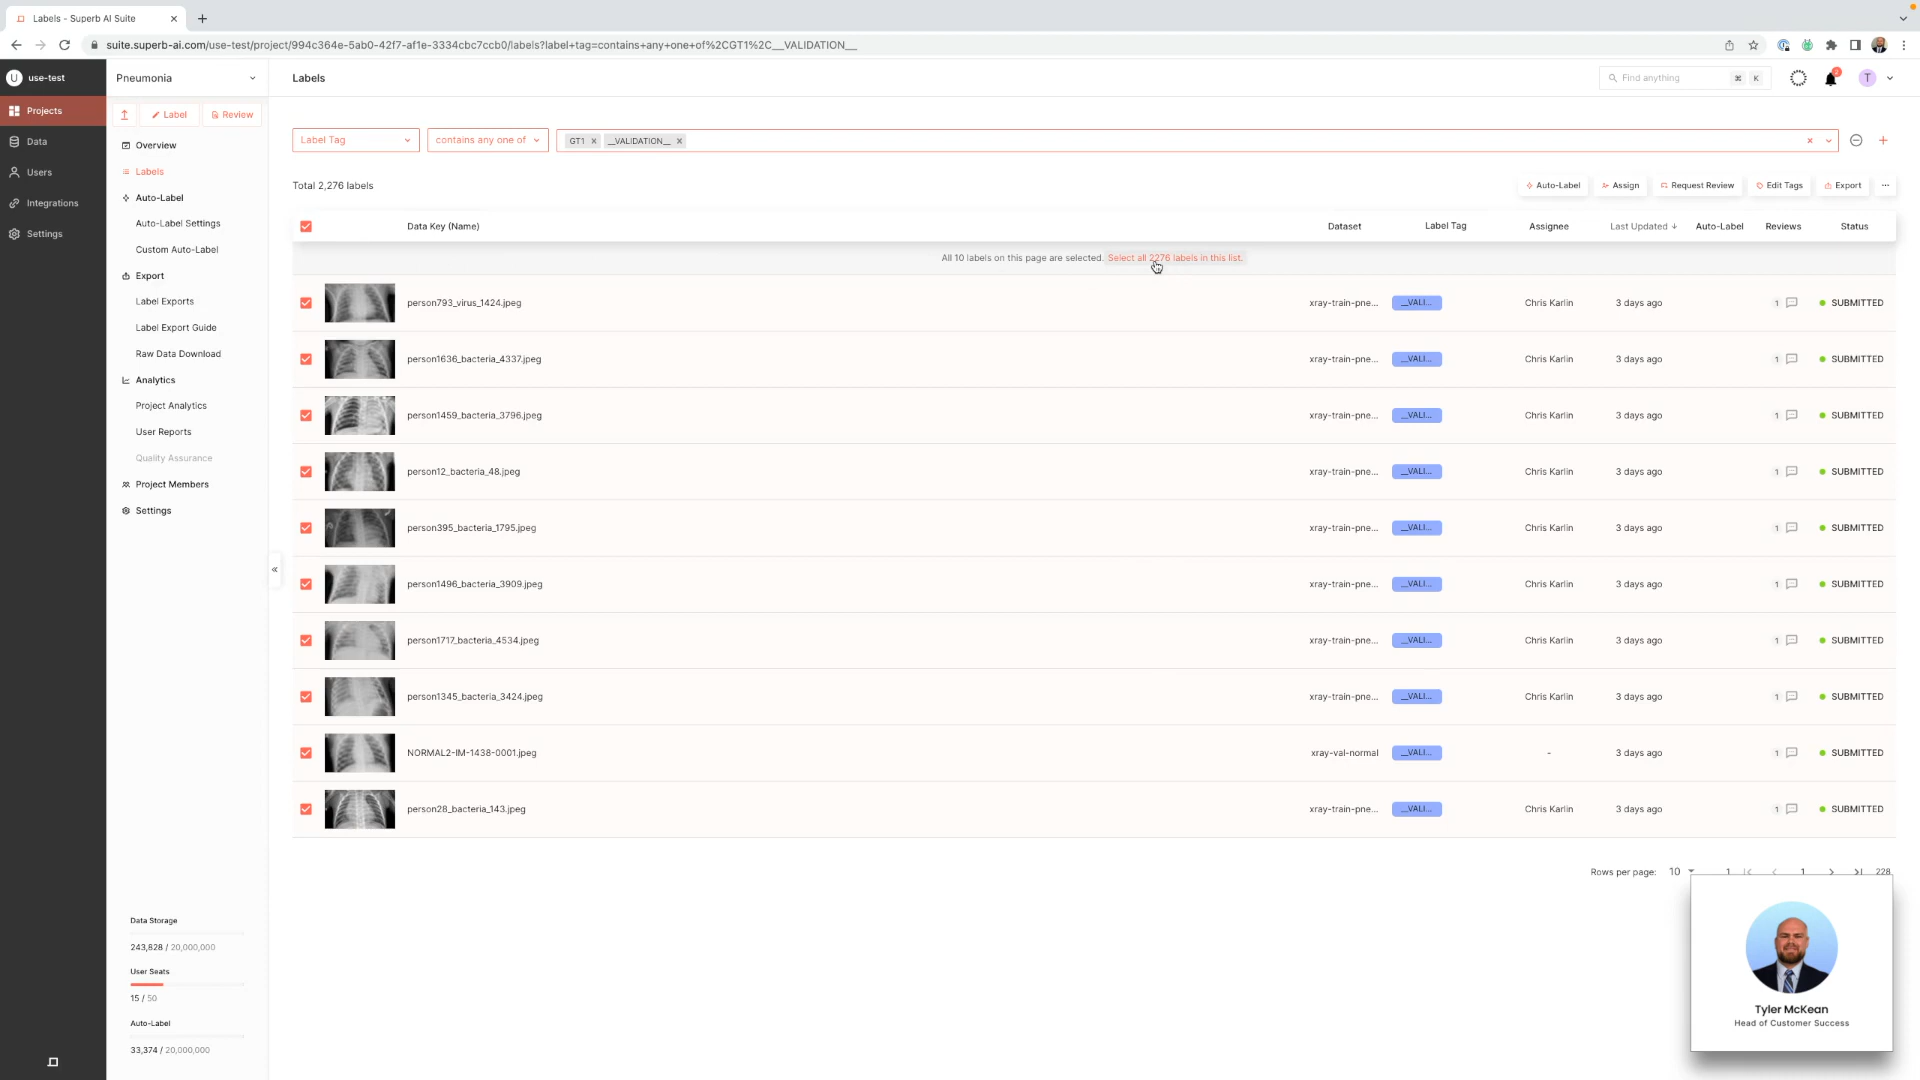 Labels - Superb AI Suite
suite.superb-ai.com/use-test/project/994c364e-5ab0-42f7-af1e-3334cbc7ccb0/labels?label+tag=contains+any+one+of%2CGT1%2C__VALIDATION__
U use-test
Pneumonia
Labels
Find anything ⌘ K
2
T
Projects
Data
Users
Integrations
Settings
Label
Review
Overview
Labels
Auto-Label
Auto-Label Settings
Custom Auto-Label
Export
Label Exports
Label Export Guide
Raw Data Download
Analytics
Project Analytics
User Reports
Quality Assurance
Project Members
Settings
Data Storage
243,828 / 20,000,000
User Seats
15 / 50
Auto-Label
33,374 / 20,000,000
Label Tag
contains any one of
GT1
__VALIDATION__
Total 2,276 labels
Auto-Label
Assign
Request Review
Edit Tags
Export
Data Key (Name) Dataset Label Tag Assignee Last Updated Auto-Label Reviews Status
All 10 labels on this page are selected. Select all 2276 labels in this list.
person793_virus_1424.jpeg xray-train-pne... __VALI... Chris Karlin 3 days ago 1 SUBMITTED
person1636_bacteria_4337.jpeg xray-train-pne... __VALI... Chris Karlin 3 days ago 1 SUBMITTED
person1459_bacteria_3796.jpeg xray-train-pne... __VALI... Chris Karlin 3 days ago 1 SUBMITTED
person12_bacteria_48.jpeg xray-train-pne... __VALI... Chris Karlin 3 days ago 1 SUBMITTED
person395_bacteria_1795.jpeg xray-train-pne... __VALI... Chris Karlin 3 days ago 1 SUBMITTED
person1496_bacteria_3909.jpeg xray-train-pne... __VALI... Chris Karlin 3 days ago 1 SUBMITTED
person1717_bacteria_4534.jpeg xray-train-pne... __VALI... Chris Karlin 3 days ago 1 SUBMITTED
person1345_bacteria_3424.jpeg xray-train-pne... __VALI... Chris Karlin 3 days ago 1 SUBMITTED
NORMAL2-IM-1438-0001.jpeg xray-val-normal __VALI... - 3 days ago 1 SUBMITTED
person28_bacteria_143.jpeg xray-train-pne... __VALI... Chris Karlin 3 days ago 1 SUBMITTED
Rows per page: 10 1 1 228
Tyler McKean
Head of Customer Success